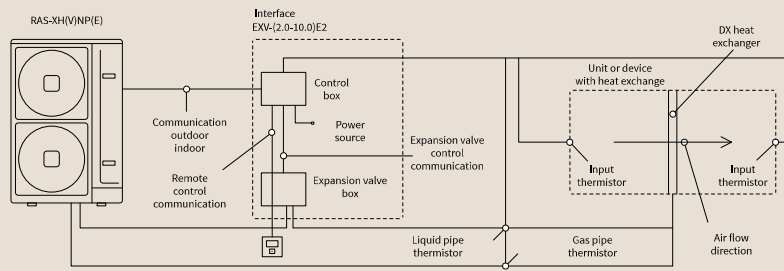 RAS-XH(V)NP(E)
Interface
EXV-(2.0-10.0)E2
DX heat
exchanger
Unit or device
with heat exchange
Control
box
Communication
outdoor
indoor
Power
source
Expansion valve
control
communication
Remote
control
communication
Expansion valve
box
Input
thermistor
Input
thermistor
Liquid pipe
thermistor
Gas pipe
thermistor
Air flow
direction